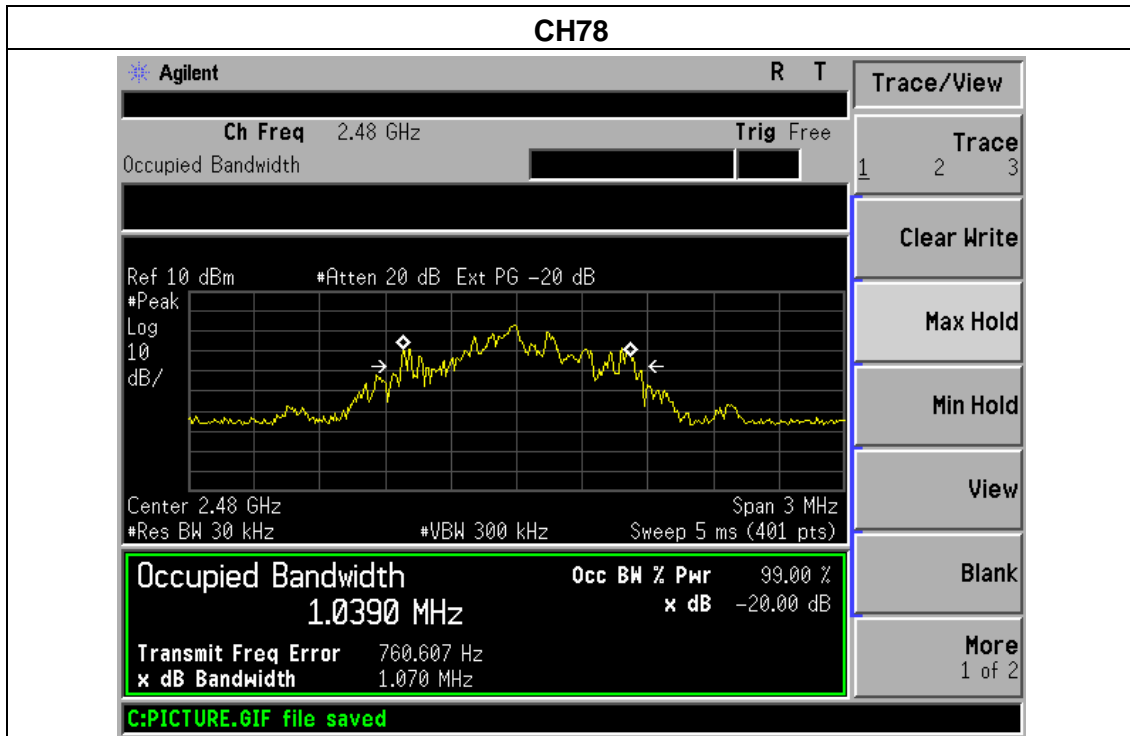 CH78
Agilent R T
Trace/View
Ch Freq 2.48 GHz Trig Free
Occupied Bandwidth
Trace
1 2 3
Clear Write
Ref 10 dBm #Atten 20 dB Ext PG -20 dB
#Peak
Log
10
dB/
Max Hold
Min Hold
View
Center 2.48 GHz Span 3 MHz
#Res BW 30 kHz #VBW 300 kHz Sweep 5 ms (401 pts)
Occupied Bandwidth Occ BW % Pwr 99.00 %
1.0390 MHz x dB -20.00 dB
Blank
Transmit Freq Error 760.607 Hz
x dB Bandwidth 1.070 MHz
More
1 of 2
C:PICTURE.GIF file saved